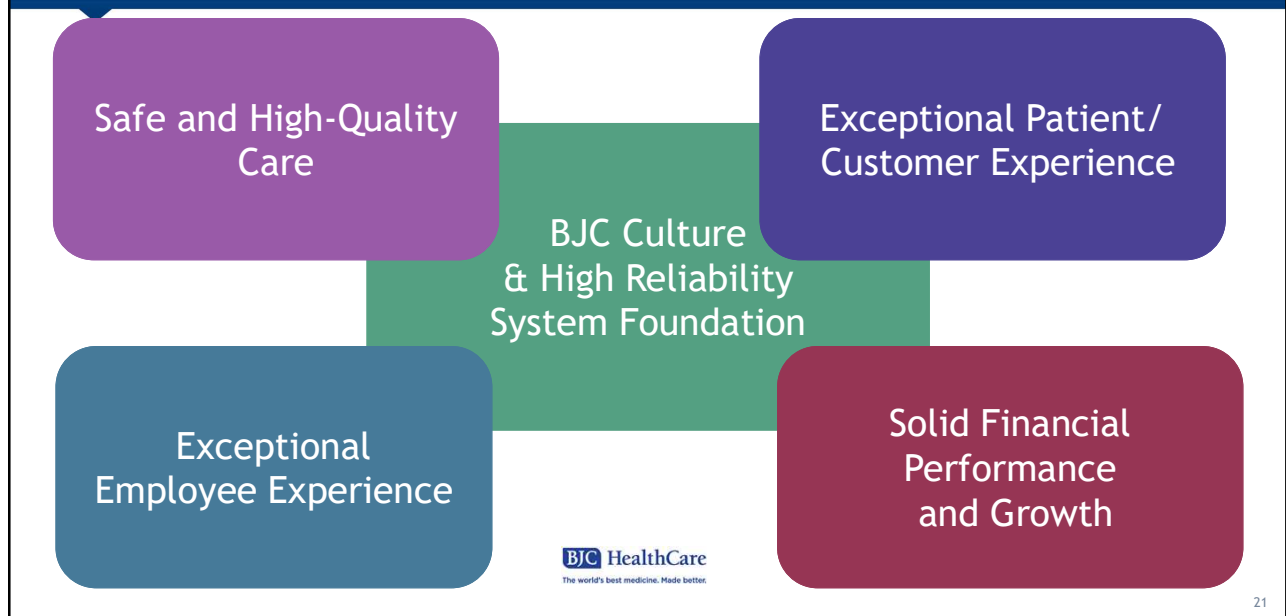 Safe and High-Quality
Care
Exceptional Patient/
Customer Experience
BJC Culture
& High Reliability
System Foundation
Exceptional
Employee Experience
Solid Financial
Performance
and Growth
BJC HealthCare
The world's best medicine. Made better.
21